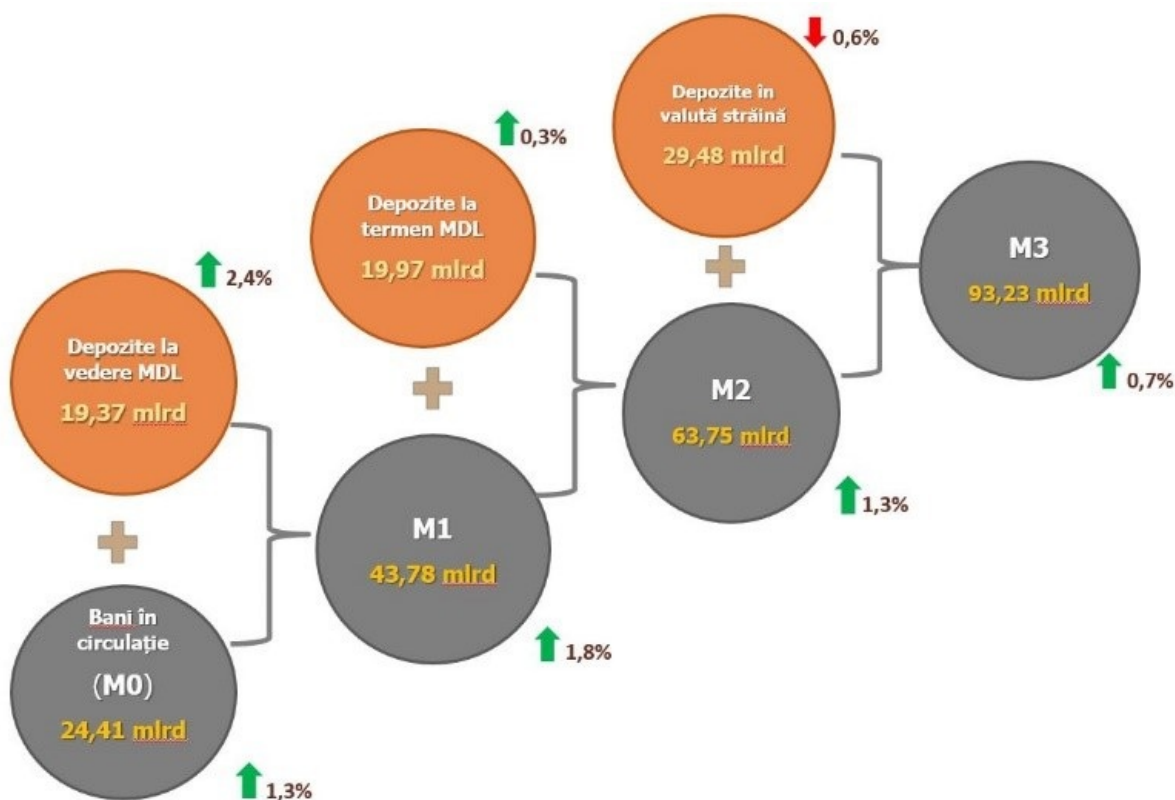 0,6%
Depozite în
valută străină
29,48 mlrd
0,3%
Depozite la
termen MDL
19,97 mlrd
M3
93,23 mlrd
0,7%
2,4%
Depozite la
vedere MDL
19,37 mlrd
M2
63,75 mlrd
1,3%
M1
43,78 mlrd
1,8%
Bani în
circulație
(M0)
24,41 mlrd
1,3%